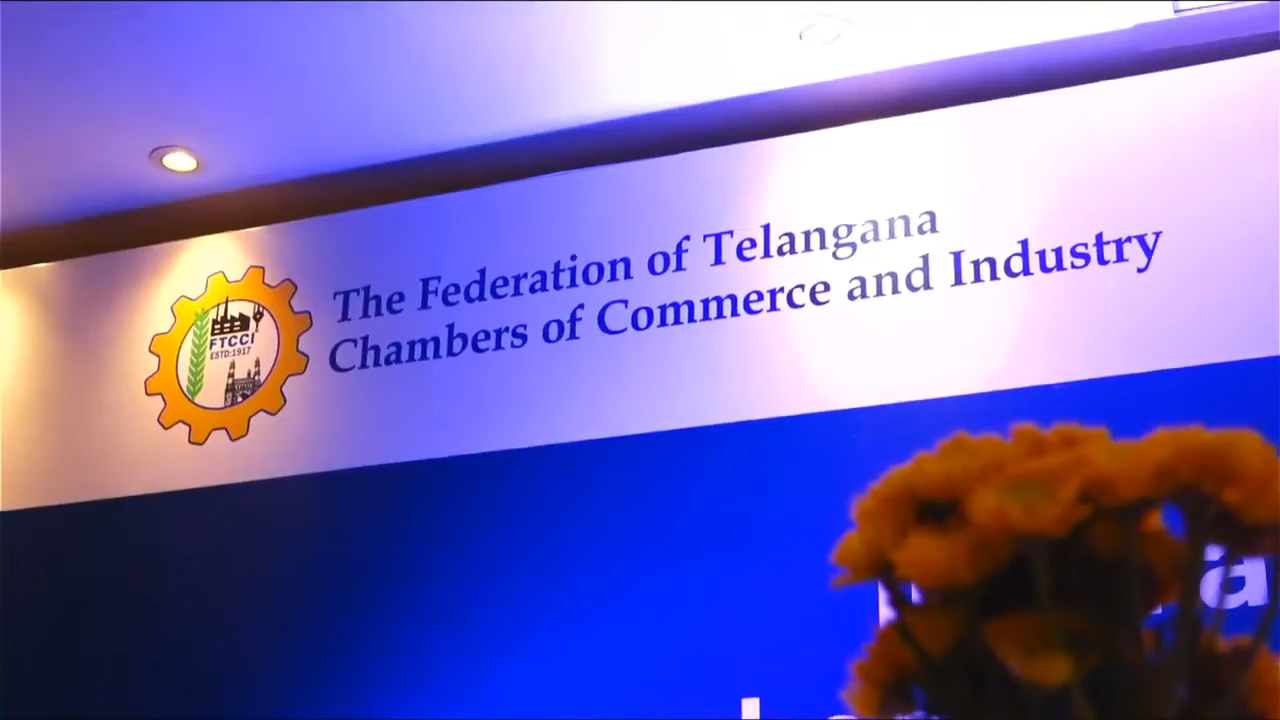 The Federation of Telangana
Chambers of Commerce and Industry
FTCCI
ESTD:1917